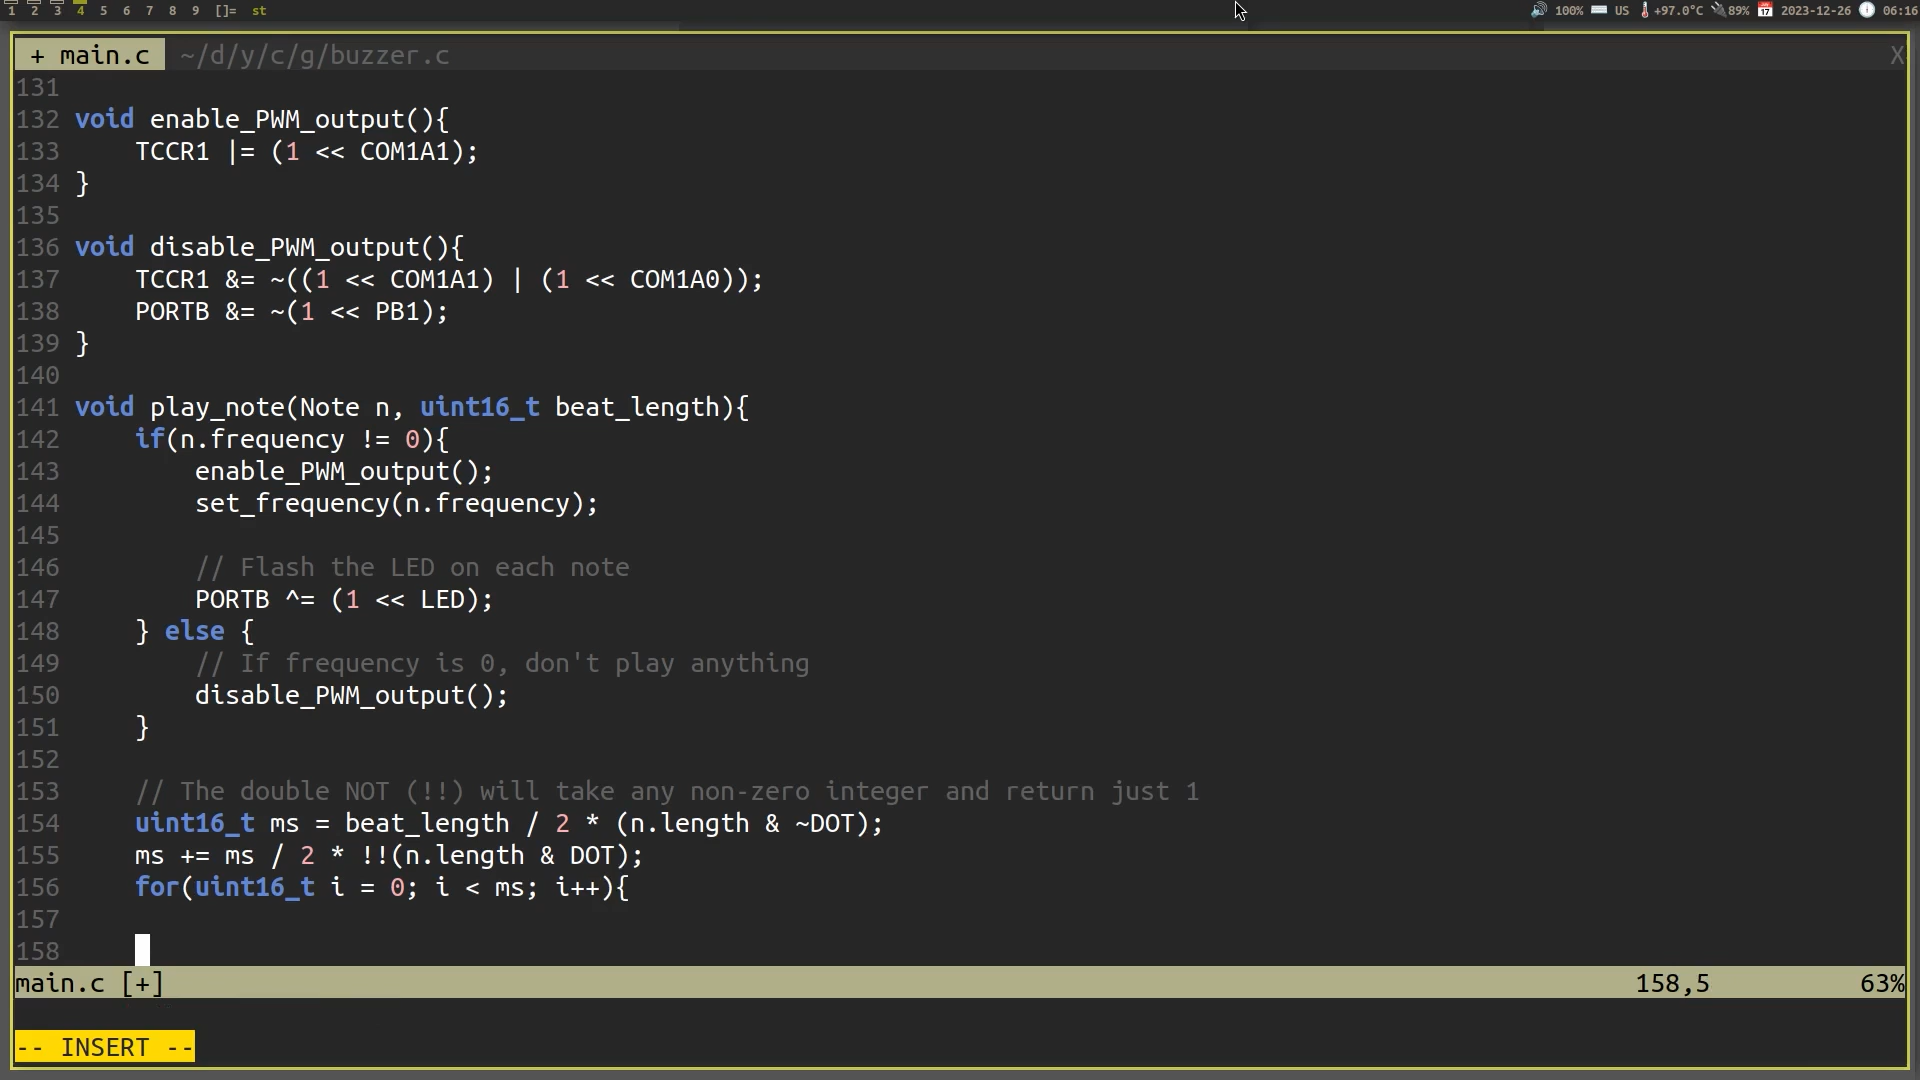 1 2 3 4 5 6 7 8 9 []= st 100% US +97.0°C 89% 2023-12-26 06:16
+ main.c ~/d/y/c/g/buzzer.c X
131
132 void enable_PWM_output(){
133     TCCR1 |= (1 << COM1A1);
134 }
135
136 void disable_PWM_output(){
137     TCCR1 &= ~((1 << COM1A1) | (1 << COM1A0));
138     PORTB &= ~(1 << PB1);
139 }
140
141 void play_note(Note n, uint16_t beat_length){
142     if(n.frequency != 0){
143         enable_PWM_output();
144         set_frequency(n.frequency);
145
146         // Flash the LED on each note
147         PORTB ^= (1 << LED);
148     } else {
149         // If frequency is 0, don't play anything
150         disable_PWM_output();
151     }
152
153     // The double NOT (!!) will take any non-zero integer and return just 1
154     uint16_t ms = beat_length / 2 * (n.length & ~DOT);
155     ms += ms / 2 * !!(n.length & DOT);
156     for(uint16_t i = 0; i < ms; i++){
157
158
main.c [+] 158,5 63%
-- INSERT --